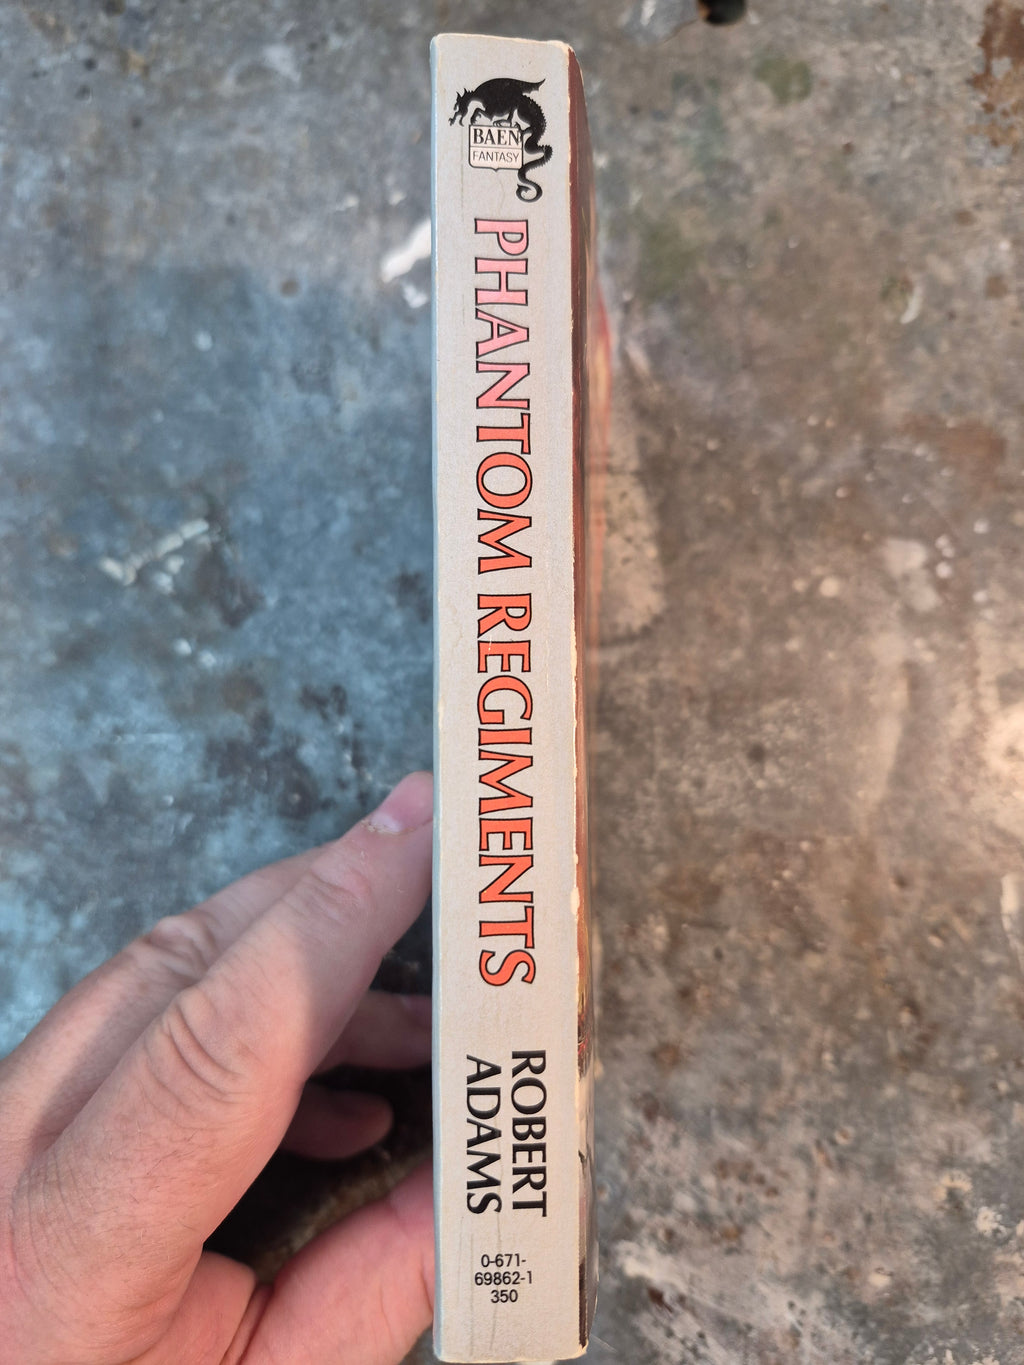 BAEN
FANTASY
PHANTOM REGIMENTS
ROBERT
ADAMS
0-671-
69862-1
350